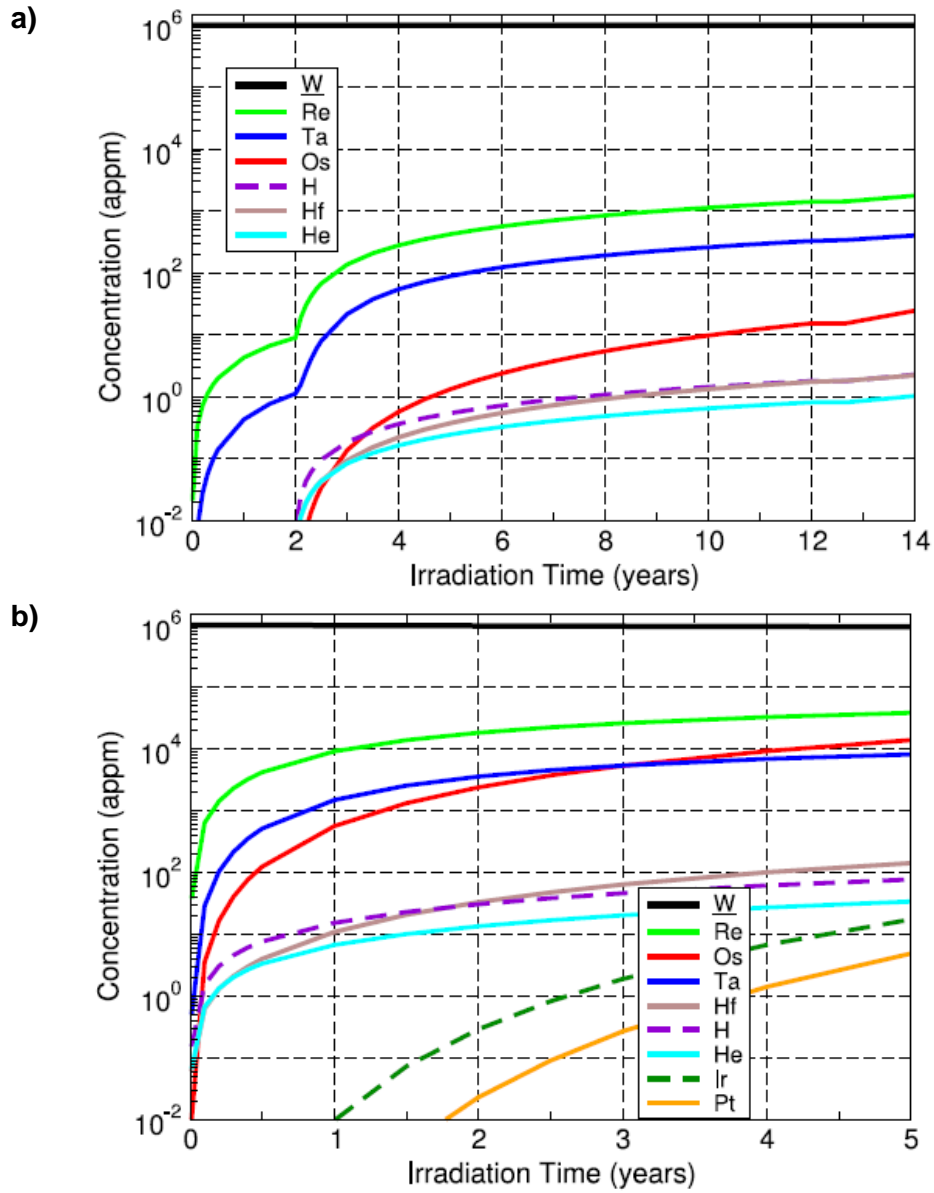 a)
10^6
10^4
10^2
10^0
10^-2
Concentration (appm)
W
Re
Ta
Os
H
Hf
He
0 2 4 6 8 10 12 14
Irradiation Time (years)
b)
10^6
10^4
10^2
10^0
10^-2
Concentration (appm)
W
Re
Os
Ta
Hf
H
He
Ir
Pt
0 1 2 3 4 5
Irradiation Time (years)